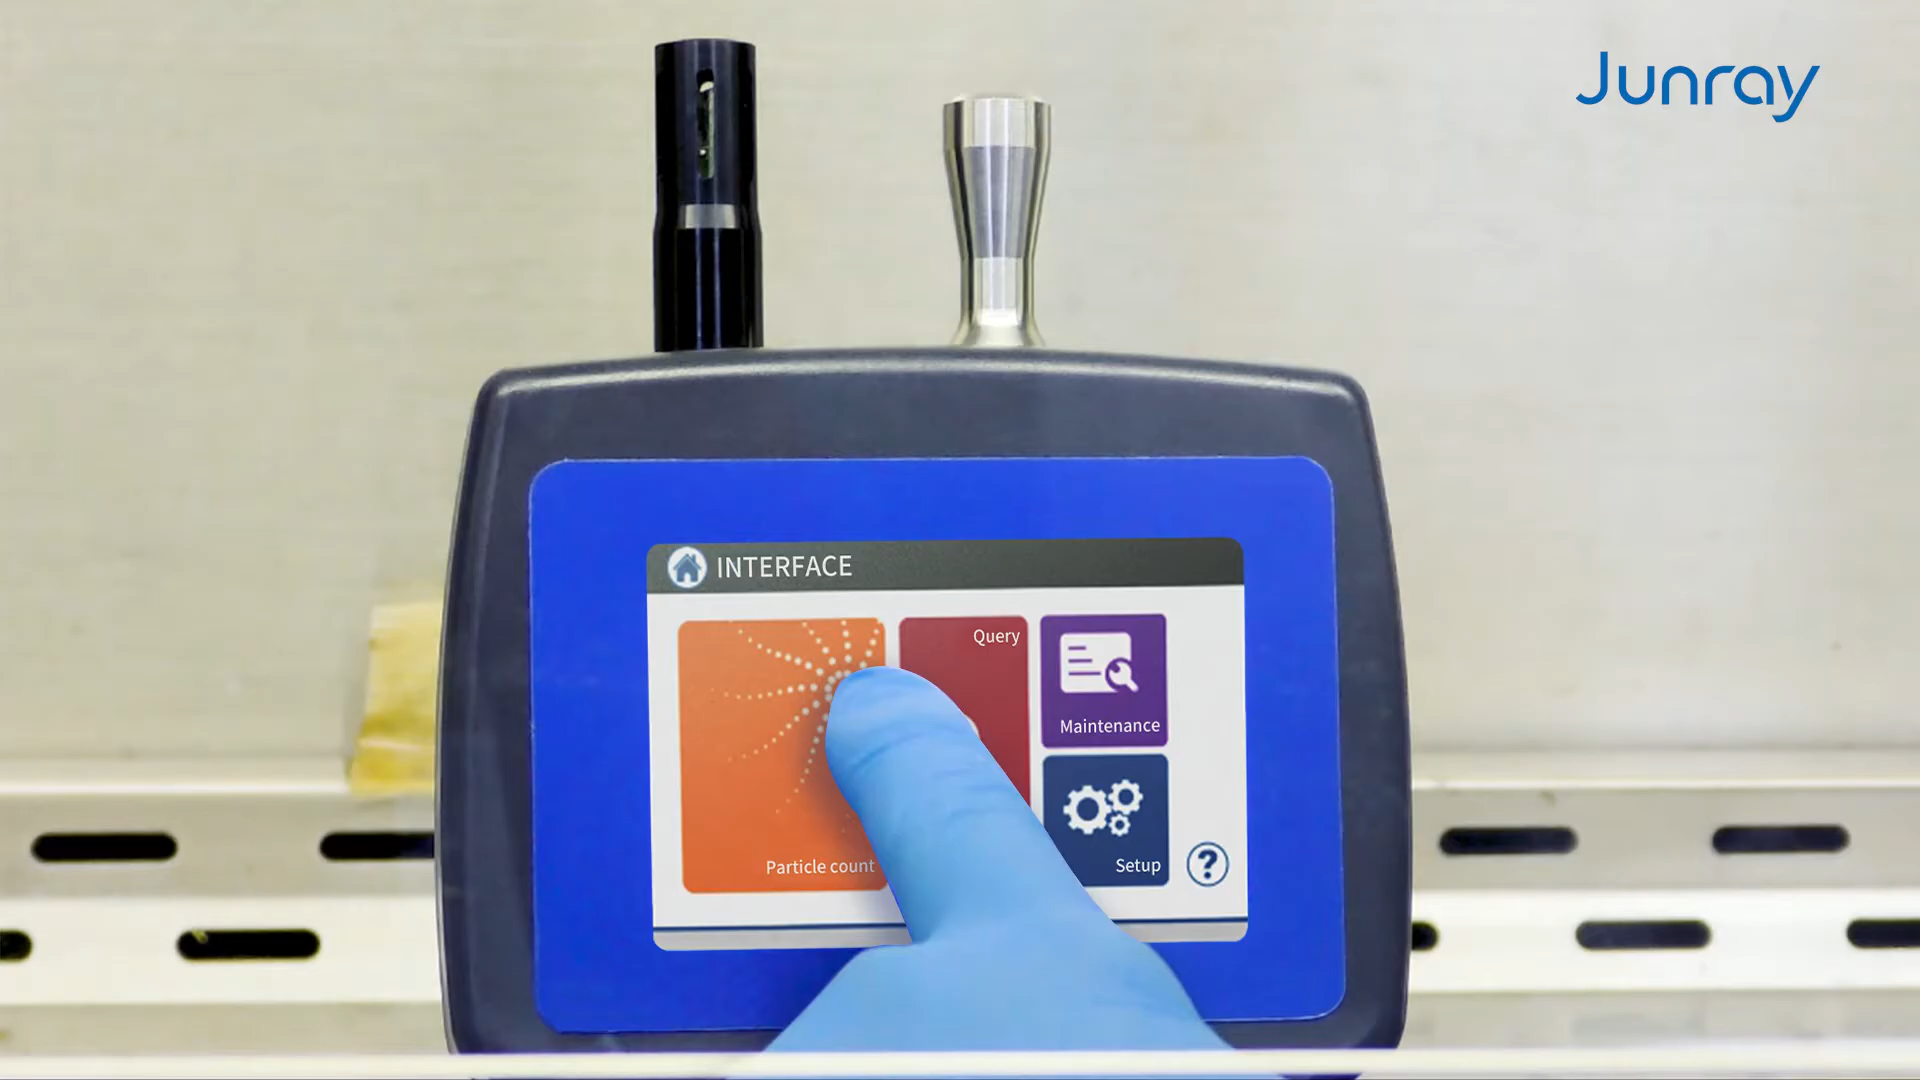 Junray
INTERFACE
Query
Maintenance
Particle count
Setup
?